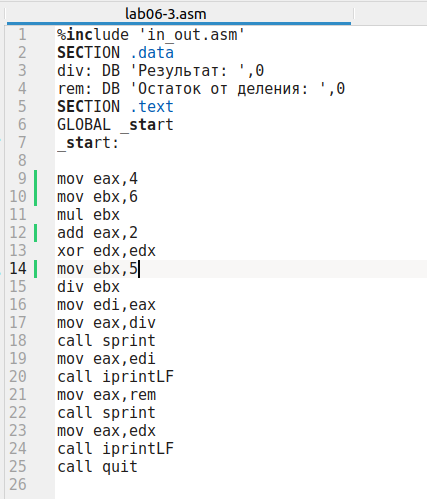 lab06-3.asm
1 %include 'in_out.asm'
2 SECTION .data
3 div: DB 'Результат: ',0
4 rem: DB 'Остаток от деления: ',0
5 SECTION .text
6 GLOBAL _start
7 _start:
8
9 mov eax,4
10 mov ebx,6
11 mul ebx
12 add eax,2
13 xor edx,edx
14 mov ebx,5
15 div ebx
16 mov edi,eax
17 mov eax,div
18 call sprint
19 mov eax,edi
20 call iprintLF
21 mov eax,rem
22 call sprint
23 mov eax,edx
24 call iprintLF
25 call quit
26